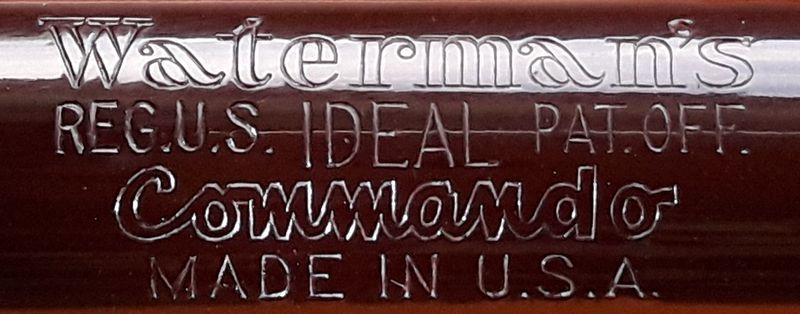 Waterman's
REG.U.S. IDEAL PAT.OFF.
Commando
MADE IN U.S.A.